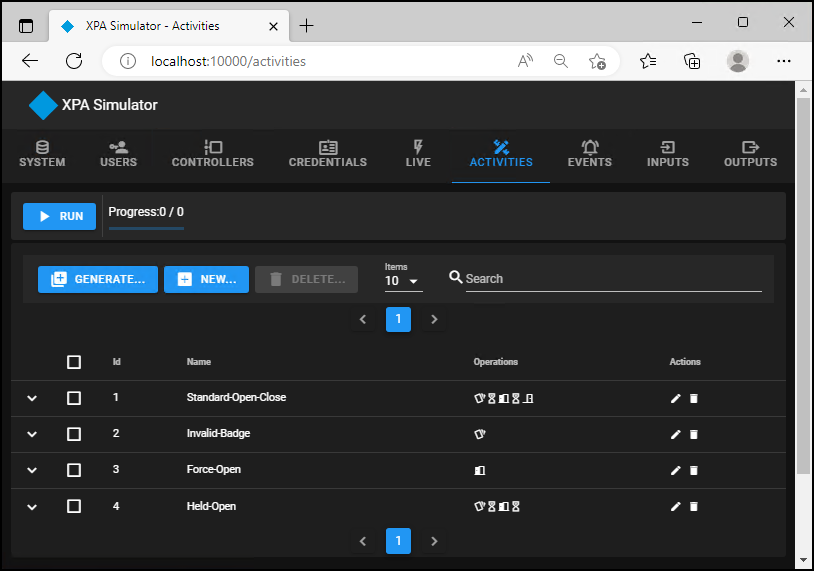 XPA Simulator - Activities
localhost:10000/activities
XPA Simulator
SYSTEM USERS CONTROLLERS CREDENTIALS LIVE ACTIVITIES EVENTS INPUTS OUTPUTS
RUN Progress:0 / 0
Items
GENERATE... NEW... DELETE... 10 Search
1
Id Name Operations Actions
1 Standard-Open-Close
2 Invalid-Badge
3 Force-Open
4 Held-Open
1